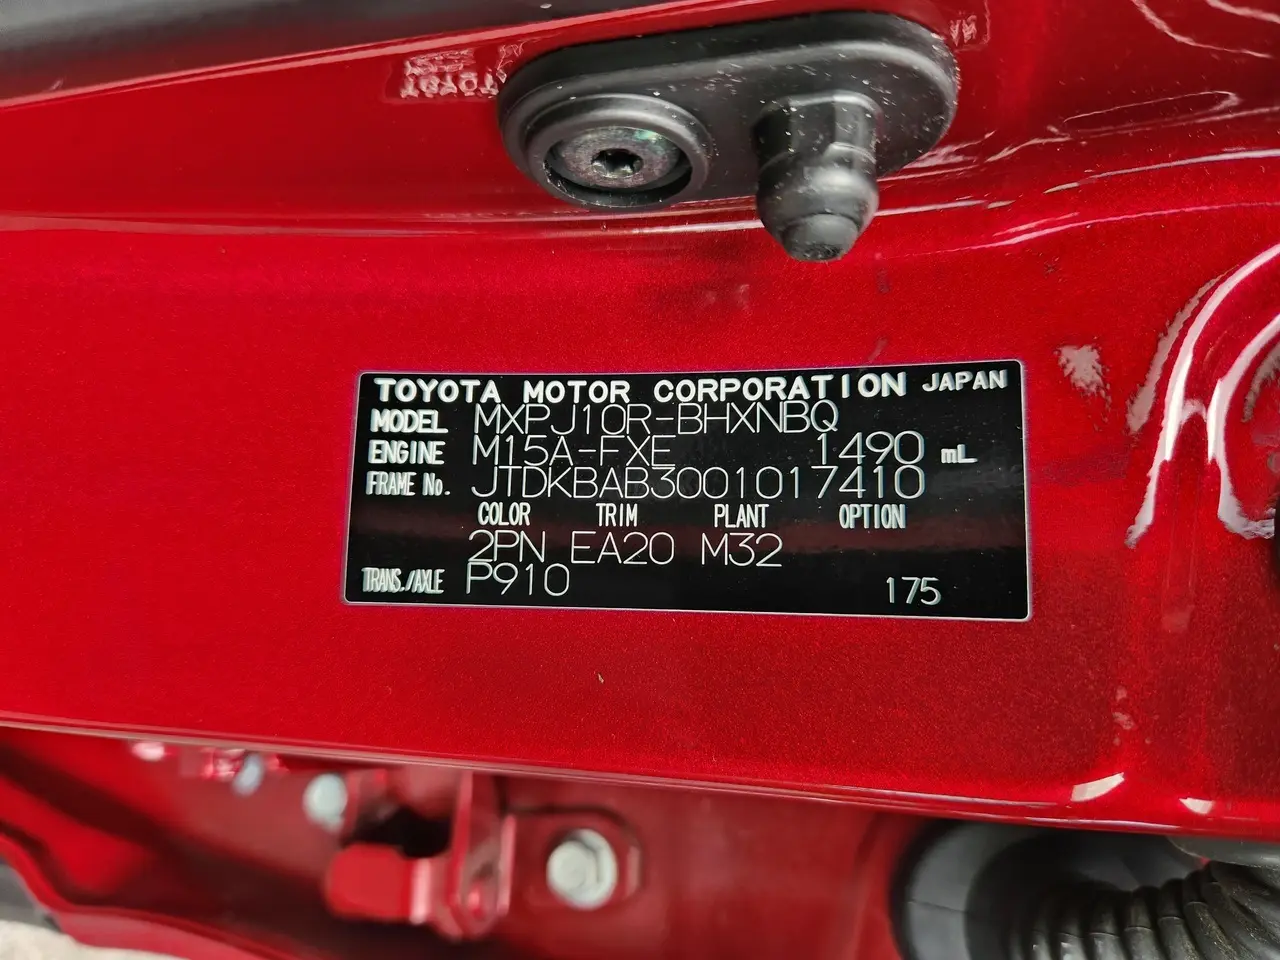 TOYOTA MOTOR CORPORATION JAPAN
MODEL MXPJ10R-BHXNBQ
ENGINE M15A-FXE 1490 mL
FRAME No. JTDKBAB3001017410
COLOR TRIM PLANT OPTION
2PN EA20 M32
TRANS./AXLE P910 175